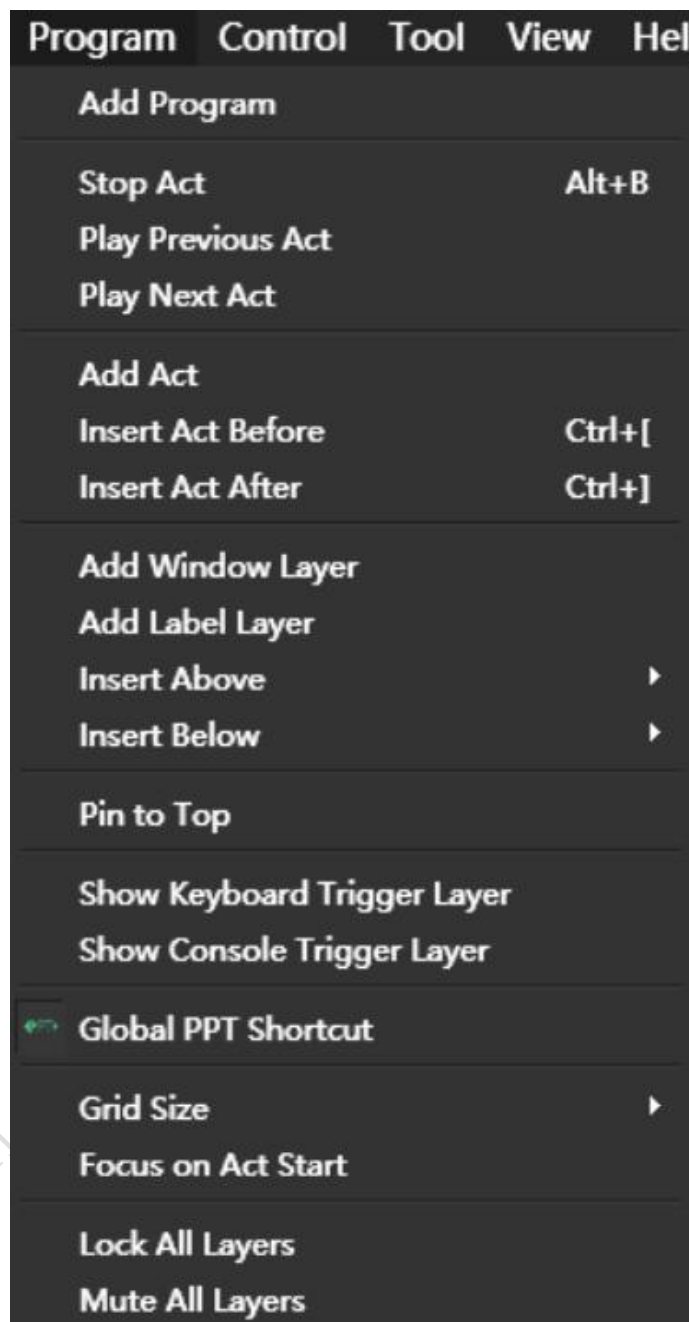 Program Control Tool View Hel
Add Program
Stop Act Alt+B
Play Previous Act
Play Next Act
Add Act
Insert Act Before Ctrl+[
Insert Act After Ctrl+]
Add Window Layer
Add Label Layer
Insert Above
Insert Below
Pin to Top
Show Keyboard Trigger Layer
Show Console Trigger Layer
Global PPT Shortcut
Grid Size
Focus on Act Start
Lock All Layers
Mute All Layers